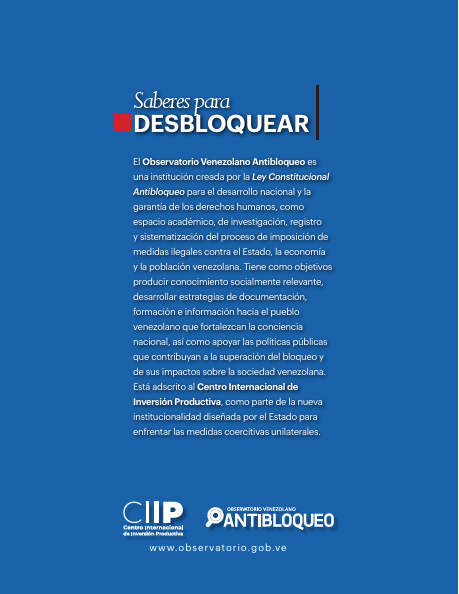 Saberes para
DESBLOQUEAR
El Observatorio Venezolano Antibloqueo es
una institución creada por la Ley Constitucional
Antibloqueo para el desarrollo nacional y la
garantía de los derechos humanos, como
espacio académico, de investigación, registro
y sistematización del proceso de imposición de
medidas ilegales contra el Estado, la economía
y la población venezolana. Tiene como objetivos
producir conocimiento socialmente relevante,
desarrollar estrategias de documentación,
formación e información hacia el pueblo
venezolano que fortalezcan la conciencia
nacional, así como apoyar las políticas públicas
que contribuyan a la superación del bloqueo y
de sus impactos sobre la sociedad venezolana.
Está adscrito al Centro Internacional de
Inversión Productiva, como parte de la nueva
institucionalidad diseñada por el Estado para
enfrentar las medidas coercitivas unilaterales.
CIIP
Centro Internacional
de Inversión Productiva
OBSERVATORIO VENEZOLANO
ANTIBLOQUEO
www.observatorio.gob.ve